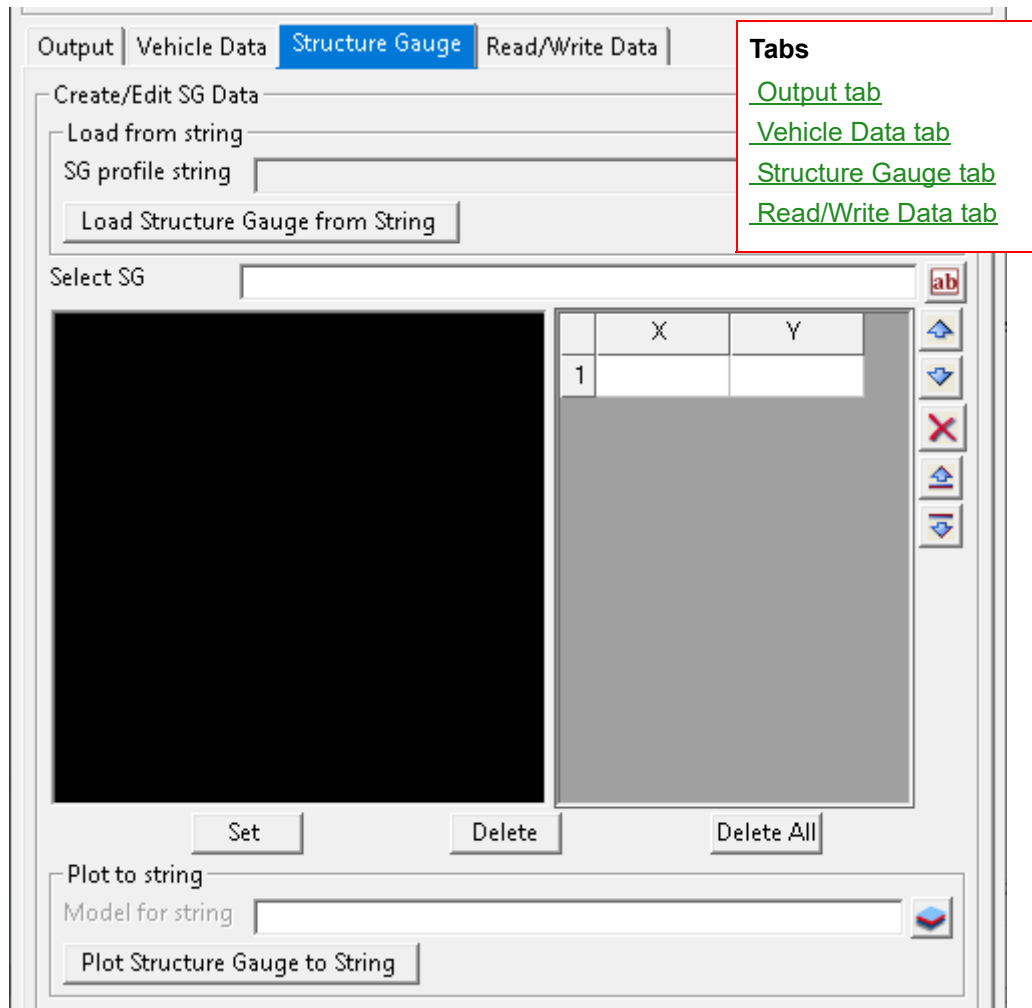 Output Vehicle Data Structure Gauge Read/Write Data
Tabs
Output tab
Vehicle Data tab
Structure Gauge tab
Read/Write Data tab
Create/Edit SG Data
Load from string
SG profile string
Load Structure Gauge from String
Select SG
ab
X Y
1
Set Delete Delete All
Plot to string
Model for string
Plot Structure Gauge to String